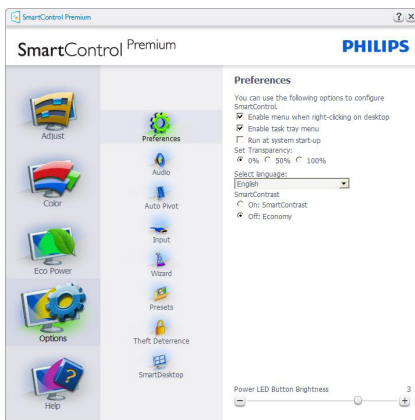 SmartControl Premium
SmartControl Premium
PHILIPS
Adjust
Color
Eco Power
Options
Help
Preferences
Audio
Auto Pivot
Input
Wizard
Presets
Theft Deterrence
SmartDesktop
Preferences
You can use the following options to configure
SmartControl.
Enable menu when right-clicking on desktop
Enable task tray menu
Run at system start-up
Set Transparency:
0% 50% 100%
Select language:
English
SmartContrast
On: SmartContrast
Off: Economy
Power LED Button Brightness 3